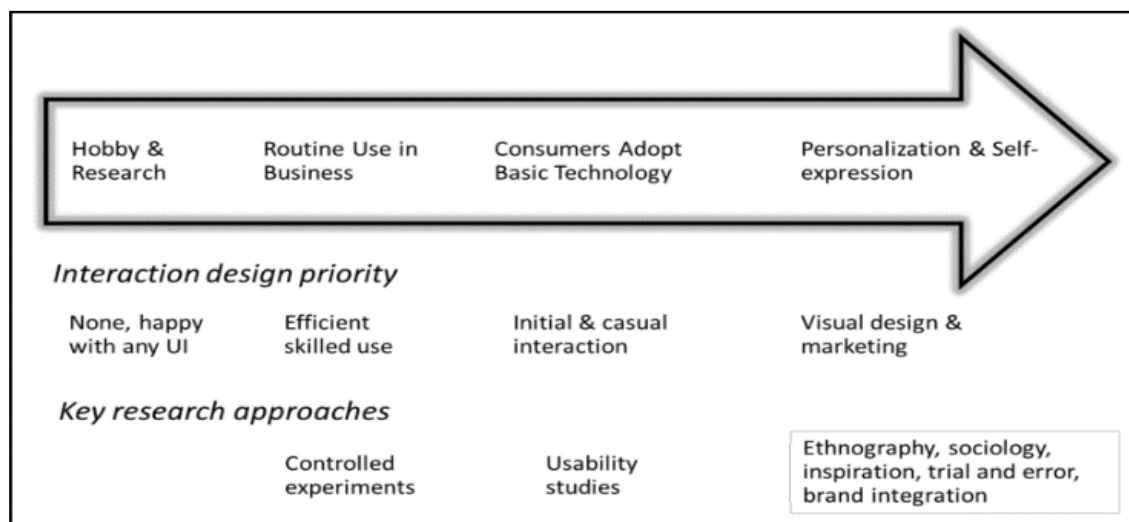 Hobby &
Research
Routine Use in
Business
Consumers Adopt
Basic Technology
Personalization & Self-
expression
Interaction design priority
None, happy
with any UI
Efficient
skilled use
Initial & casual
interaction
Visual design &
marketing
Key research approaches
Controlled
experiments
Usability
studies
Ethnography, sociology,
inspiration, trial and error,
brand integration